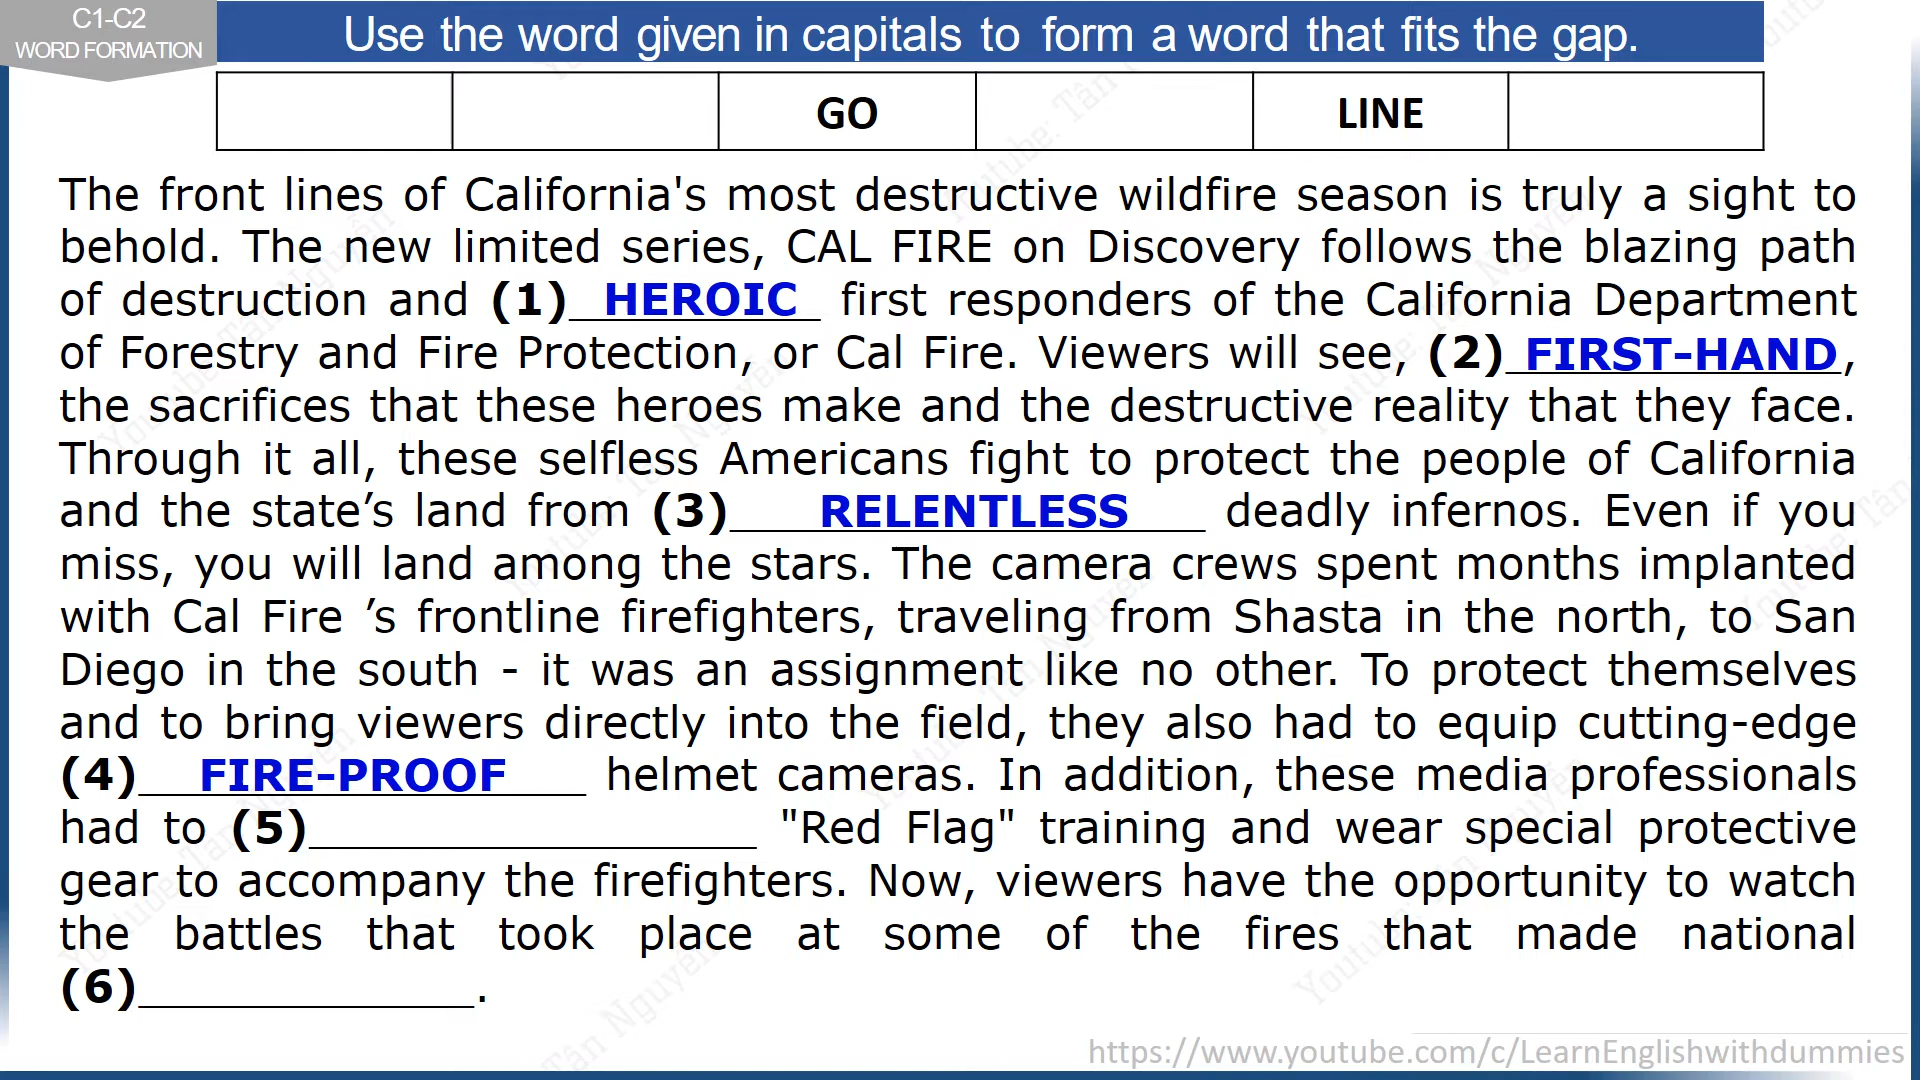 C1-C2
WORD FORMATION
Use the word given in capitals to form a word that fits the gap.
GO
LINE
The front lines of California's most destructive wildfire season is truly a sight to
behold. The new limited series, CAL FIRE on Discovery follows the blazing path
of destruction and (1)__HEROIC__ first responders of the California Department
of Forestry and Fire Protection, or Cal Fire. Viewers will see, (2)_FIRST-HAND_,
the sacrifices that these heroes make and the destructive reality that they face.
Through it all, these selfless Americans fight to protect the people of California
and the state’s land from (3)____RELENTLESS____ deadly infernos. Even if you
miss, you will land among the stars. The camera crews spent months implanted
with Cal Fire ’s frontline firefighters, traveling from Shasta in the north, to San
Diego in the south - it was an assignment like no other. To protect themselves
and to bring viewers directly into the field, they also had to equip cutting-edge
(4)___FIRE-PROOF____ helmet cameras. In addition, these media professionals
had to (5)____________________ "Red Flag" training and wear special protective
gear to accompany the firefighters. Now, viewers have the opportunity to watch
the battles that took place at some of the fires that made national
(6)_______________.
https://www.youtube.com/c/LearnEnglishwithdummies